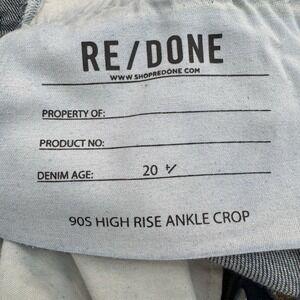 RE/DONE
WWW.SHOPREDONE.COM
PROPERTY OF:
PRODUCT NO:
DENIM AGE: 20 +/
90S HIGH RISE ANKLE CROP